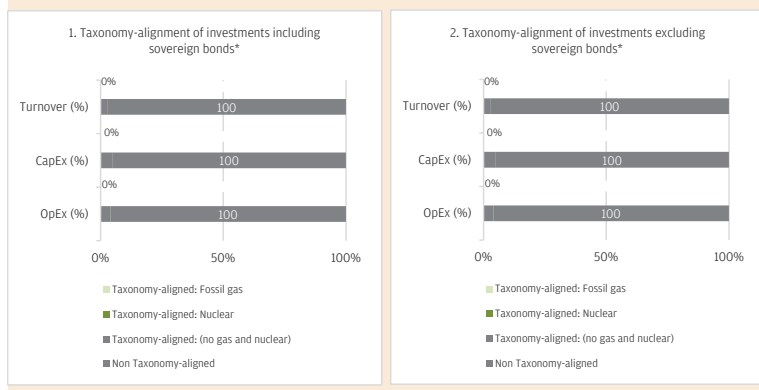 1. Taxonomy-alignment of investments including
sovereign bonds*
0%
Turnover (%)
100
0%
CapEx (%)
100
0%
OpEx (%)
100
0%
50%
100%
Taxonomy-aligned: Fossil gas
Taxonomy-aligned: Nuclear
Taxonomy-aligned: (no gas and nuclear)
Non Taxonomy-aligned
2. Taxonomy-alignment of investments excluding
sovereign bonds*
0%
Turnover (%)
100
0%
CapEx (%)
100
0%
OpEx (%)
100
0%
50%
100%
Taxonomy-aligned: Fossil gas
Taxonomy-aligned: Nuclear
Taxonomy-aligned: (no gas and nuclear)
Non Taxonomy-aligned